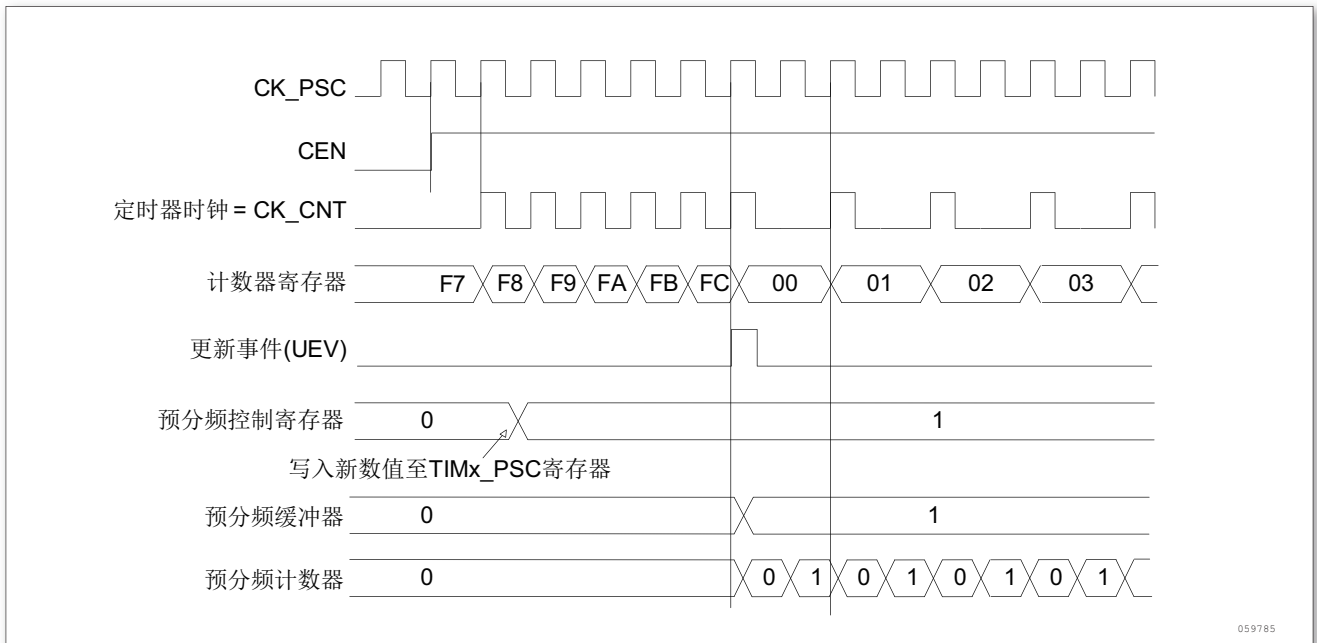 CK_PSC
CEN
定时器时钟 = CK_CNT
计数器寄存器 F7 F8 F9 FA FB FC 00 01 02 03
更新事件(UEV)
预分频控制寄存器 0 1
写入新数值至TIMx_PSC寄存器
预分频缓冲器 0 1
预分频计数器 0 0 1 0 1 0 1 0 1
059785